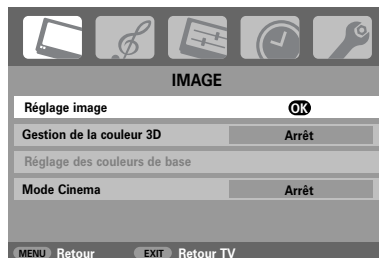 IMAGE
Réglage image OK
Gestion de la couleur 3D Arrêt
Réglage des couleurs de base
Mode Cinema Arrêt
MENU Retour EXIT Retour TV